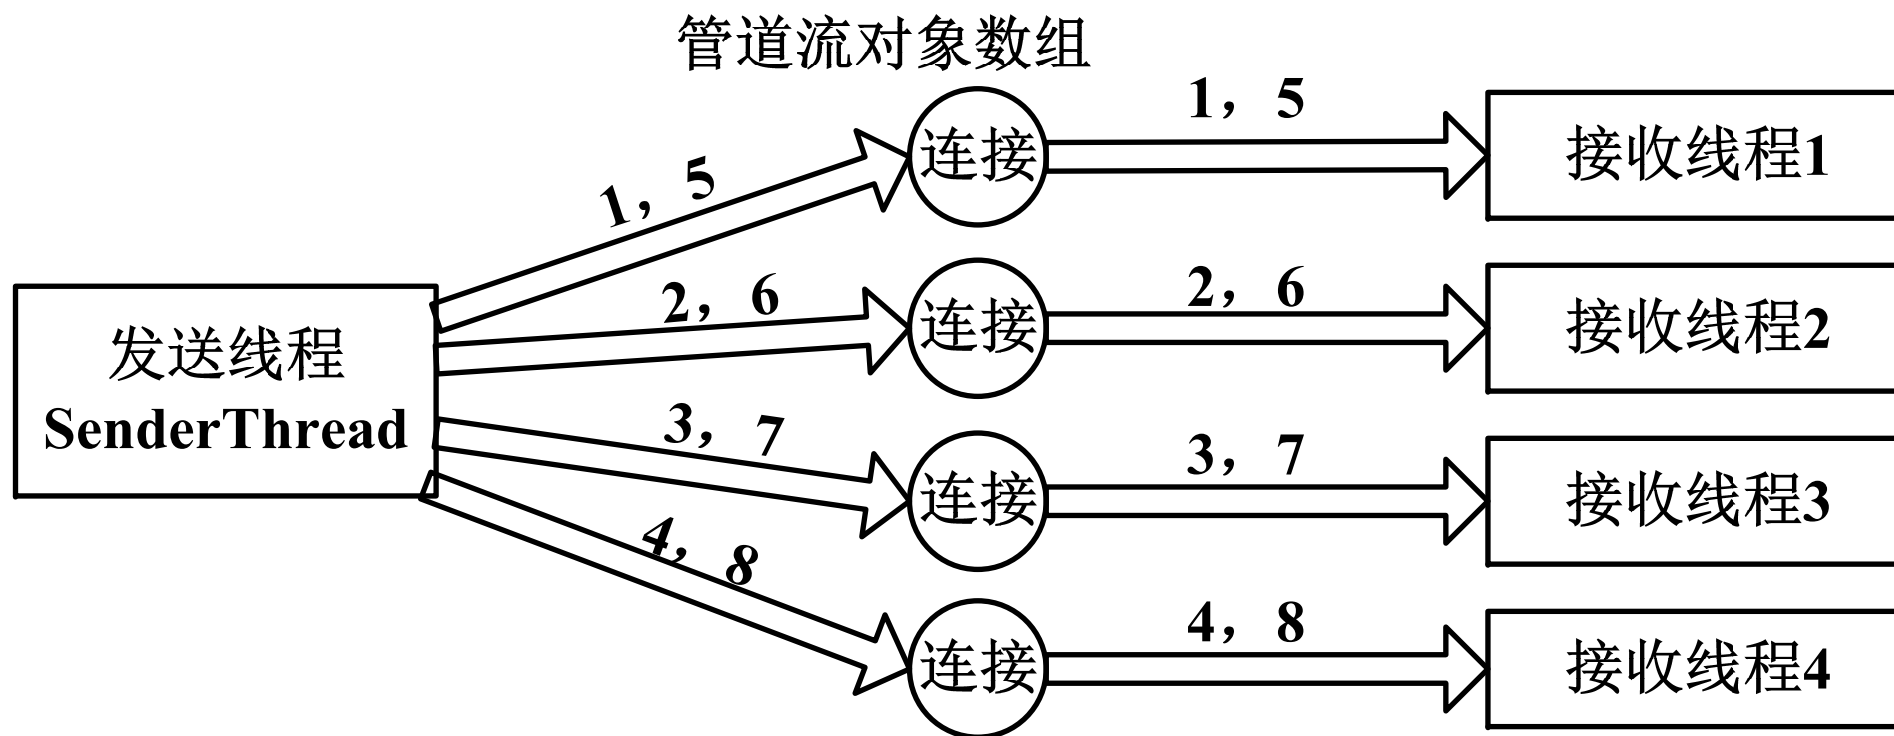 管道流对象数组
1，5
连接
1，5
接收线程1
2，6
连接
2，6
接收线程2
发送线程
SenderThread
3，7
连接
3，7
接收线程3
4，8
连接
4，8
接收线程4